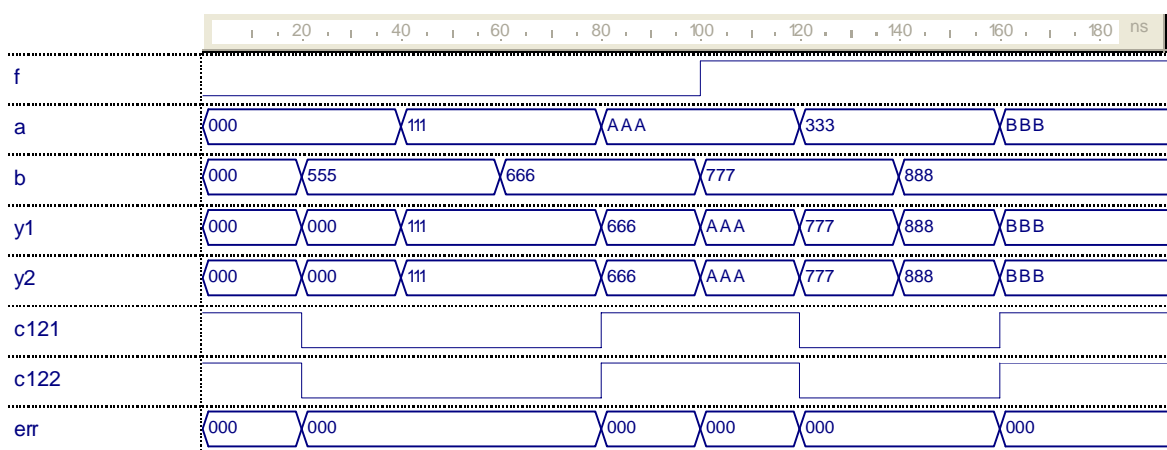 20 40 60 80 100 120 140 160 180 ns
f
a 000 111 AAA 333 BBB
b 000 555 666 777 888
y1 000 000 111 666 AAA 777 888 BBB
y2 000 000 111 666 AAA 777 888 BBB
c121
c122
err 000 000 000 000 000 000